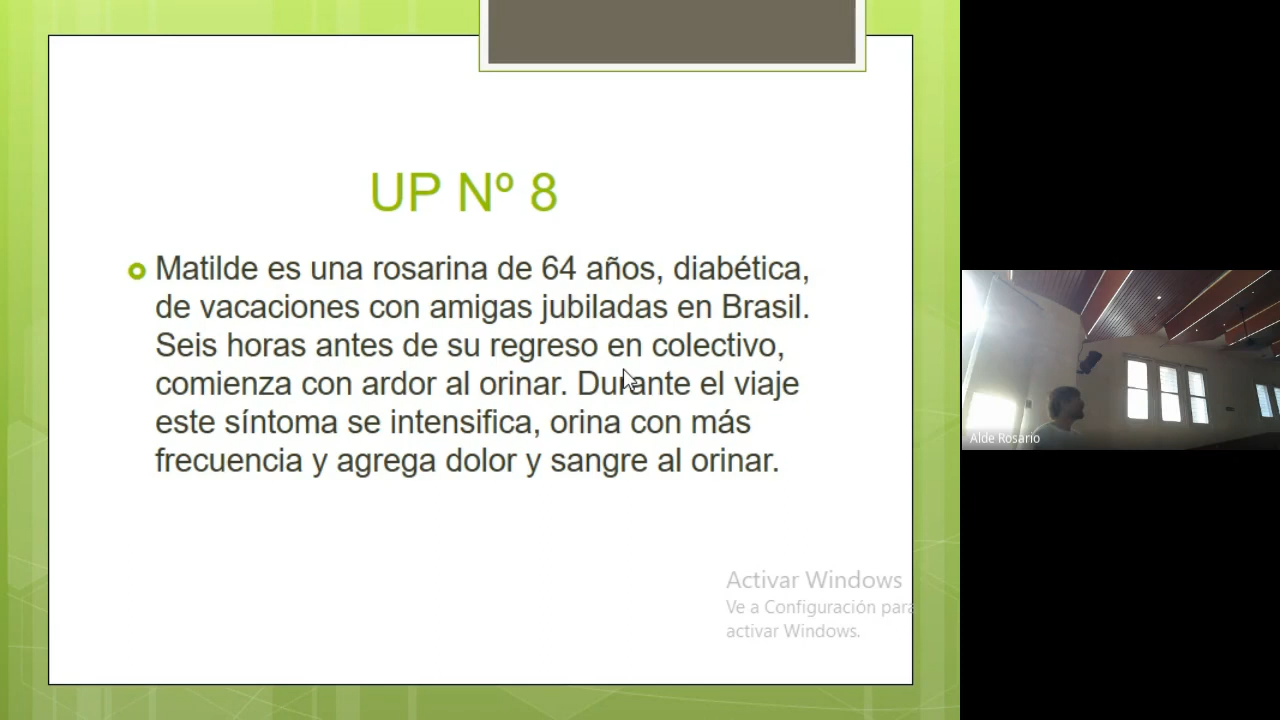 UP Nº 8
Matilde es una rosarina de 64 años, diabética,
de vacaciones con amigas jubiladas en Brasil.
Seis horas antes de su regreso en colectivo,
comienza con ardor al orinar. Durante el viaje
este síntoma se intensifica, orina con más
frecuencia y agrega dolor y sangre al orinar.
Activar Windows
Ve a Configuración para
activar Windows.
Alde Rosario